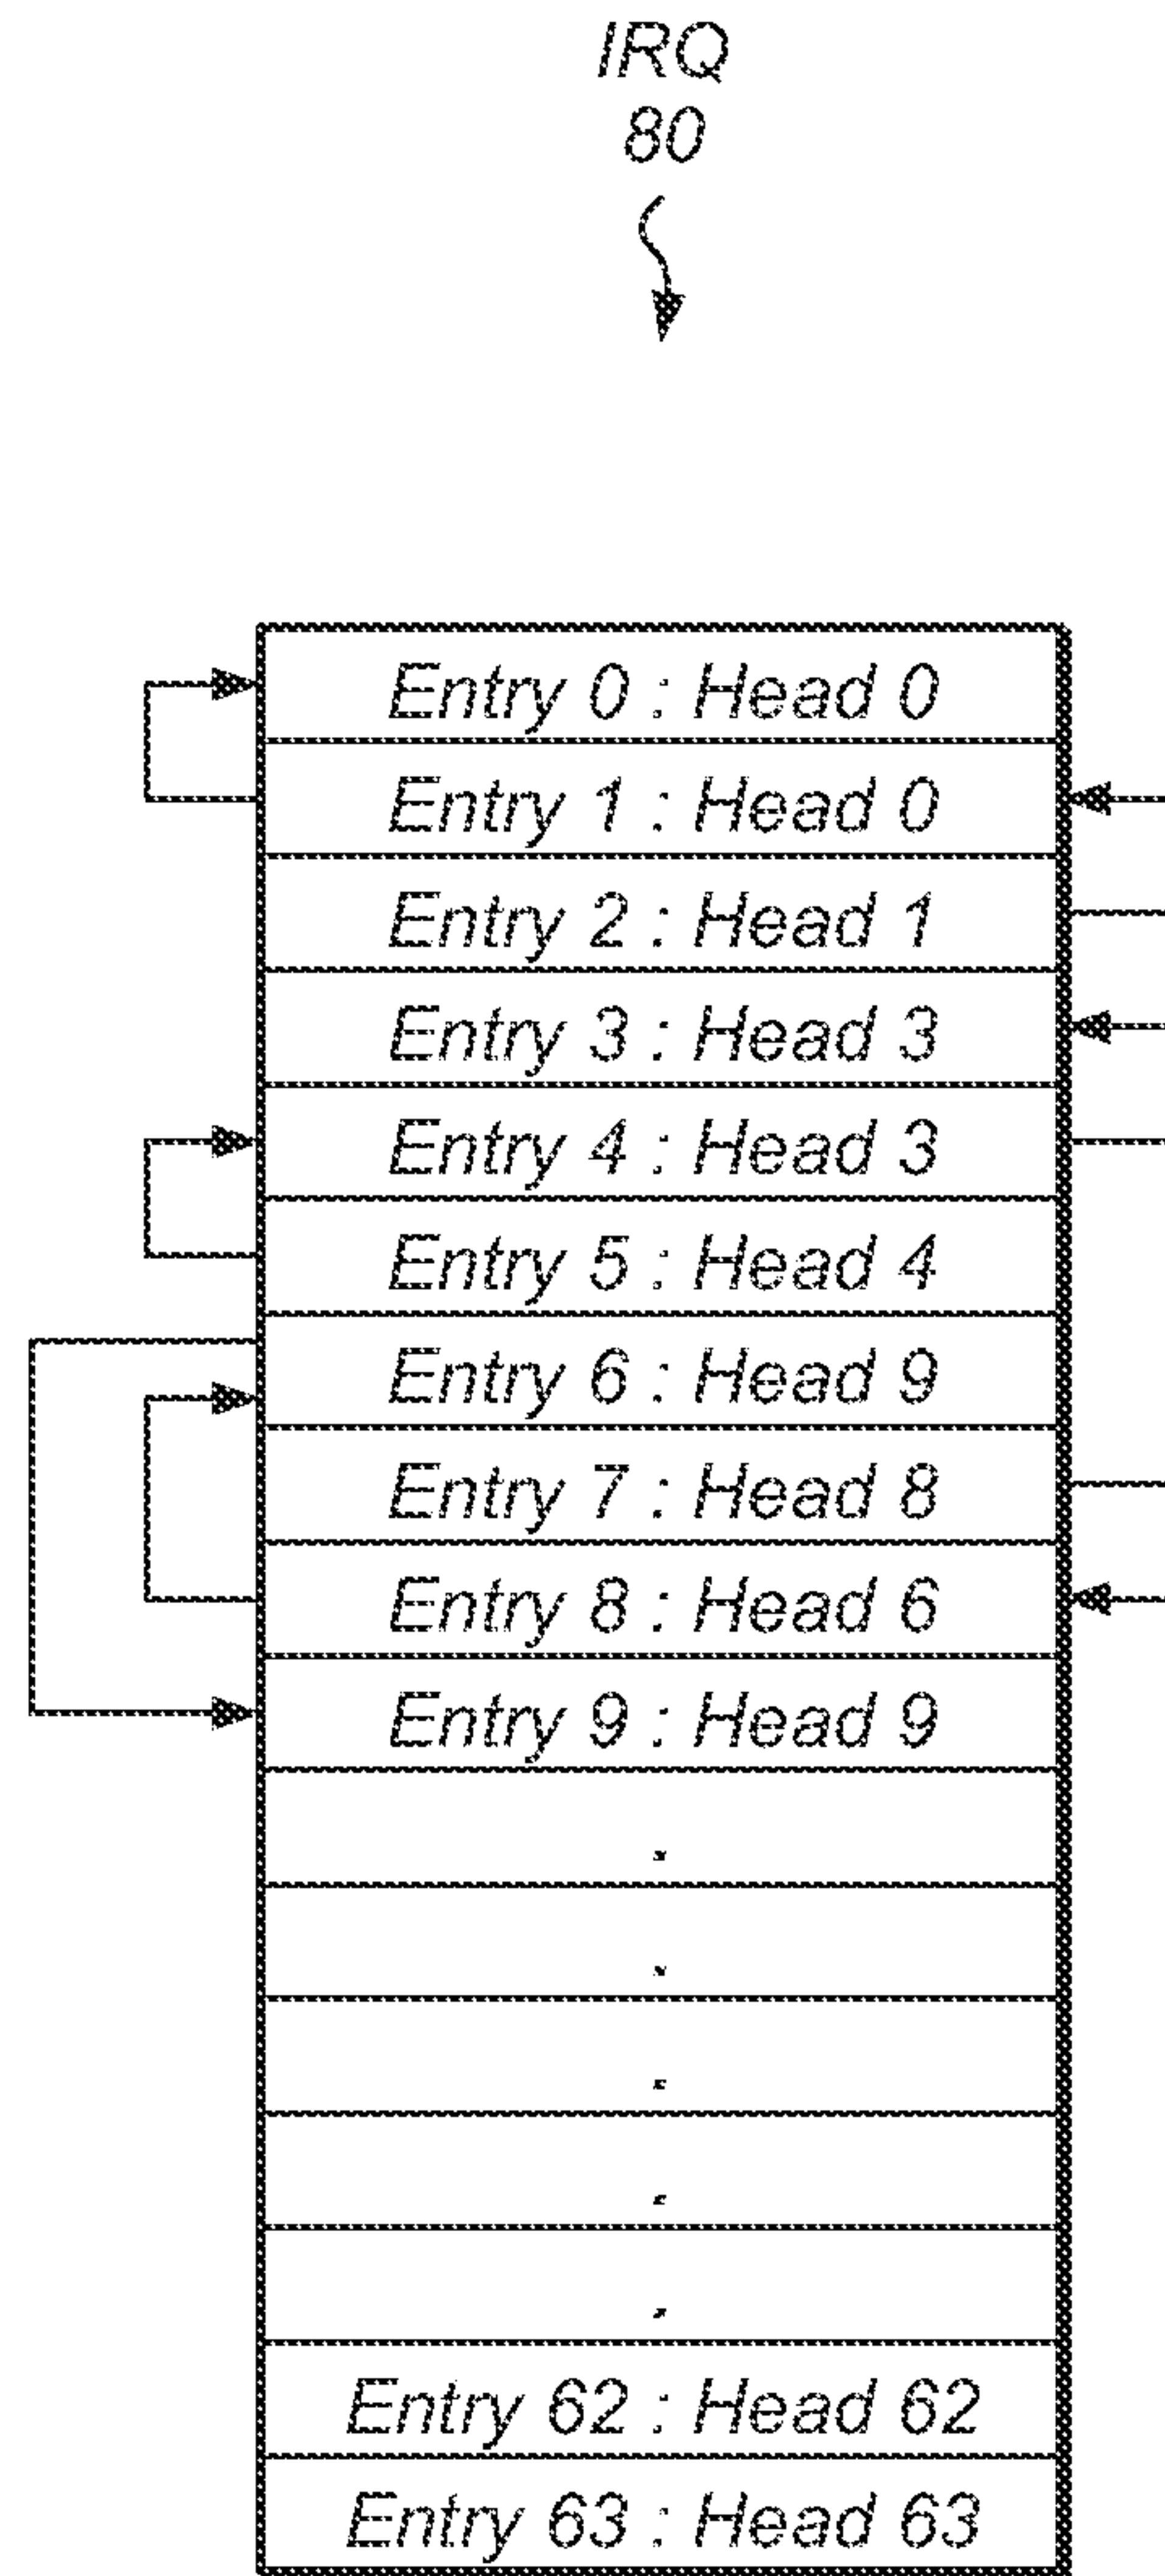 IRQ
80
Entry 0 : Head 0
Entry 1 : Head 0
Entry 2 : Head 1
Entry 3 : Head 3
Entry 4 : Head 3
Entry 5 : Head 4
Entry 6 : Head 9
Entry 7 : Head 8
Entry 8 : Head 6
Entry 9 : Head 9
.
.
.
.
.
Entry 62 : Head 62
Entry 63 : Head 63